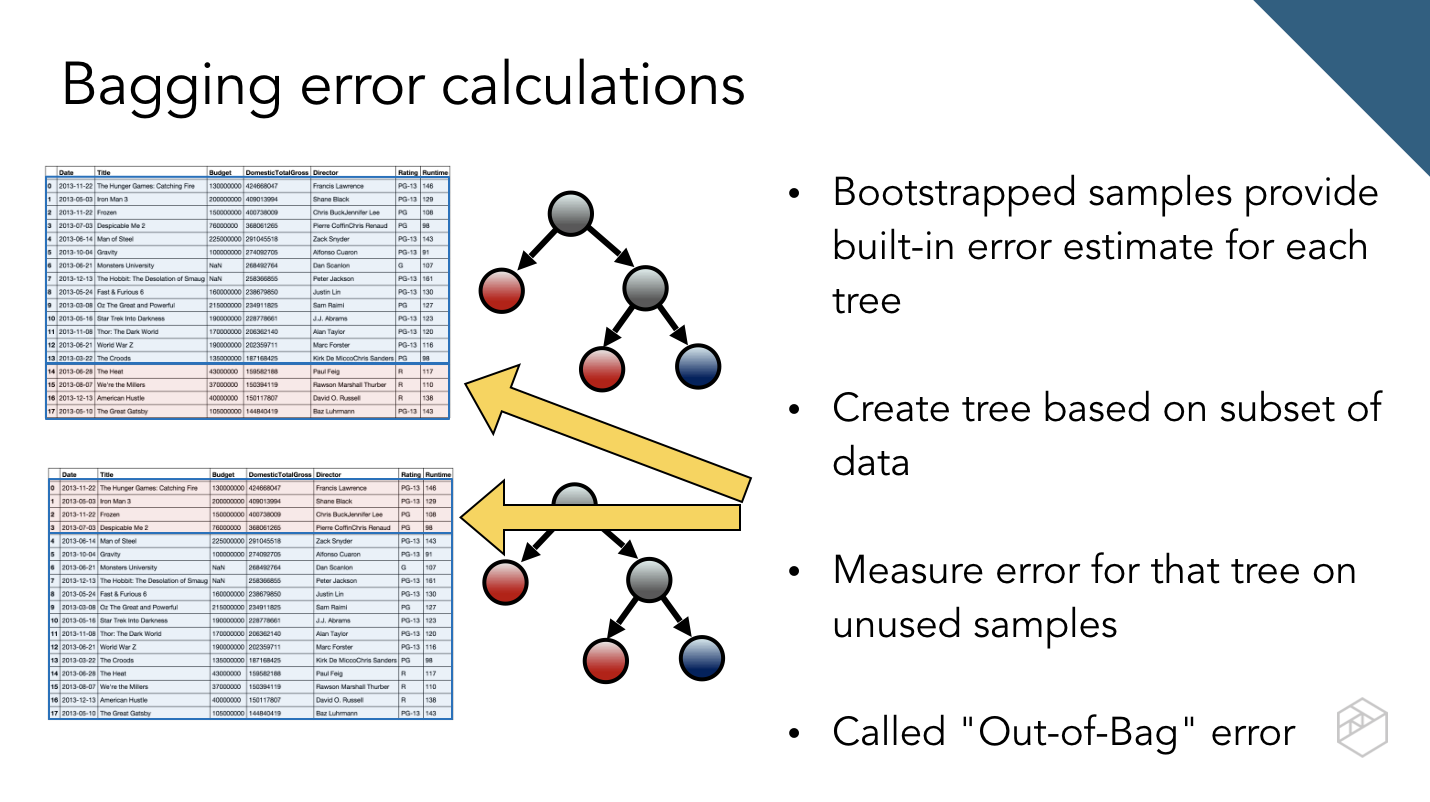 Bagging error calculations
Date Title Budget DomesticTotalGross Director Rating Runtime
0 2013-11-22 The Hunger Games: Catching Fire 130000000 424668047 Francis Lawrence PG-13 146
1 2013-05-03 Iron Man 3 200000000 409013994 Shane Black PG-13 129
2 2013-11-22 Frozen 150000000 400738009 Chris BuckJennifer Lee PG 108
3 2013-07-03 Despicable Me 2 76000000 368061265 Pierre CoffinChris Renaud PG 98
4 2013-06-14 Man of Steel 225000000 291045518 Zack Snyder PG-13 143
5 2013-10-04 Gravity 100000000 274092705 Alfonso Cuaron PG-13 91
6 2013-06-21 Monsters University NaN 268492764 Dan Scanlon G 107
7 2013-12-13 The Hobbit: The Desolation of Smaug NaN 258366855 Peter Jackson PG-13 161
8 2013-05-24 Fast & Furious 6 160000000 238679850 Justin Lin PG-13 130
9 2013-03-08 Oz The Great and Powerful 215000000 234911825 Sam Raimi PG 127
10 2013-05-16 Star Trek Into Darkness 190000000 228778661 J.J. Abrams PG-13 123
11 2013-11-08 Thor: The Dark World 170000000 206362140 Alan Taylor PG-13 120
12 2013-06-21 World War Z 190000000 202359711 Marc Forster PG-13 116
13 2013-03-22 The Croods 135000000 187168425 Kirk De MiccoChris Sanders PG 98
14 2013-06-28 The Heat 43000000 159582188 Paul Feig R 117
15 2013-08-07 We're the Millers 37000000 150394119 Rawson Marshall Thurber R 110
16 2013-12-13 American Hustle 40000000 150117807 David O. Russell R 138
17 2013-05-10 The Great Gatsby 105000000 144840419 Baz Luhrmann PG-13 143
Date Title Budget DomesticTotalGross Director Rating Runtime
0 2013-11-22 The Hunger Games: Catching Fire 130000000 424668047 Francis Lawrence PG-13 146
1 2013-05-03 Iron Man 3 200000000 409013994 Shane Black PG-13 129
2 2013-11-22 Frozen 150000000 400738009 Chris BuckJennifer Lee PG 108
3 2013-07-03 Despicable Me 2 76000000 368061265 Pierre CoffinChris Renaud PG 98
4 2013-06-14 Man of Steel 225000000 291045518 Zack Snyder PG-13 143
5 2013-10-04 Gravity 100000000 274092705 Alfonso Cuaron PG-13 91
6 2013-06-21 Monsters University NaN 268492764 Dan Scanlon G 107
7 2013-12-13 The Hobbit: The Desolation of Smaug NaN 258366855 Peter Jackson PG-13 161
8 2013-05-24 Fast & Furious 6 160000000 238679850 Justin Lin PG-13 130
9 2013-03-08 Oz The Great and Powerful 215000000 234911825 Sam Raimi PG 127
10 2013-05-16 Star Trek Into Darkness 190000000 228778661 J.J. Abrams PG-13 123
11 2013-11-08 Thor: The Dark World 170000000 206362140 Alan Taylor PG-13 120
12 2013-06-21 World War Z 190000000 202359711 Marc Forster PG-13 116
13 2013-03-22 The Croods 135000000 187168425 Kirk De MiccoChris Sanders PG 98
14 2013-06-28 The Heat 43000000 159582188 Paul Feig R 117
15 2013-08-07 We're the Millers 37000000 150394119 Rawson Marshall Thurber R 110
16 2013-12-13 American Hustle 40000000 150117807 David O. Russell R 138
17 2013-05-10 The Great Gatsby 105000000 144840419 Baz Luhrmann PG-13 143
• Bootstrapped samples provide
built-in error estimate for each
tree
• Create tree based on subset of
data
• Measure error for that tree on
unused samples
• Called "Out-of-Bag" error